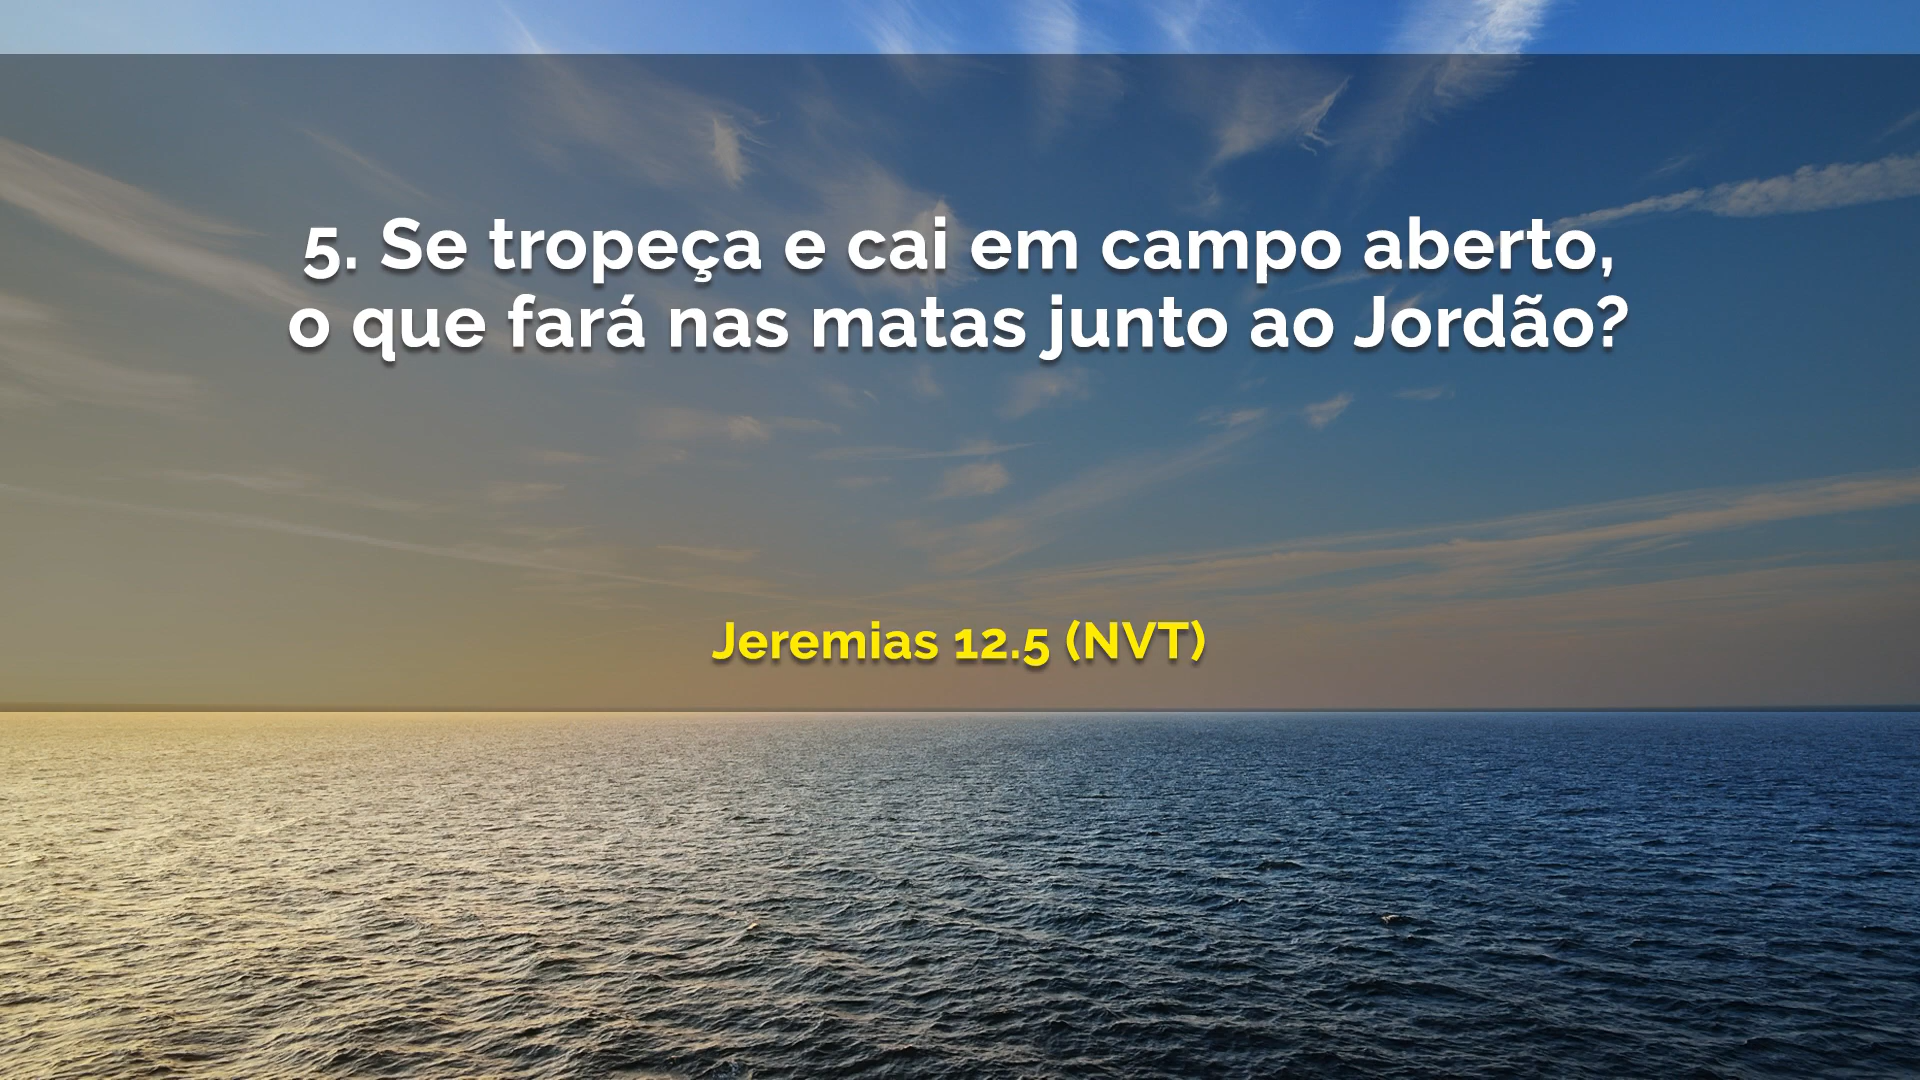 5. Se tropeça e cai em campo aberto,
o que fará nas matas junto ao Jordão?
Jeremias 12.5 (NVT)